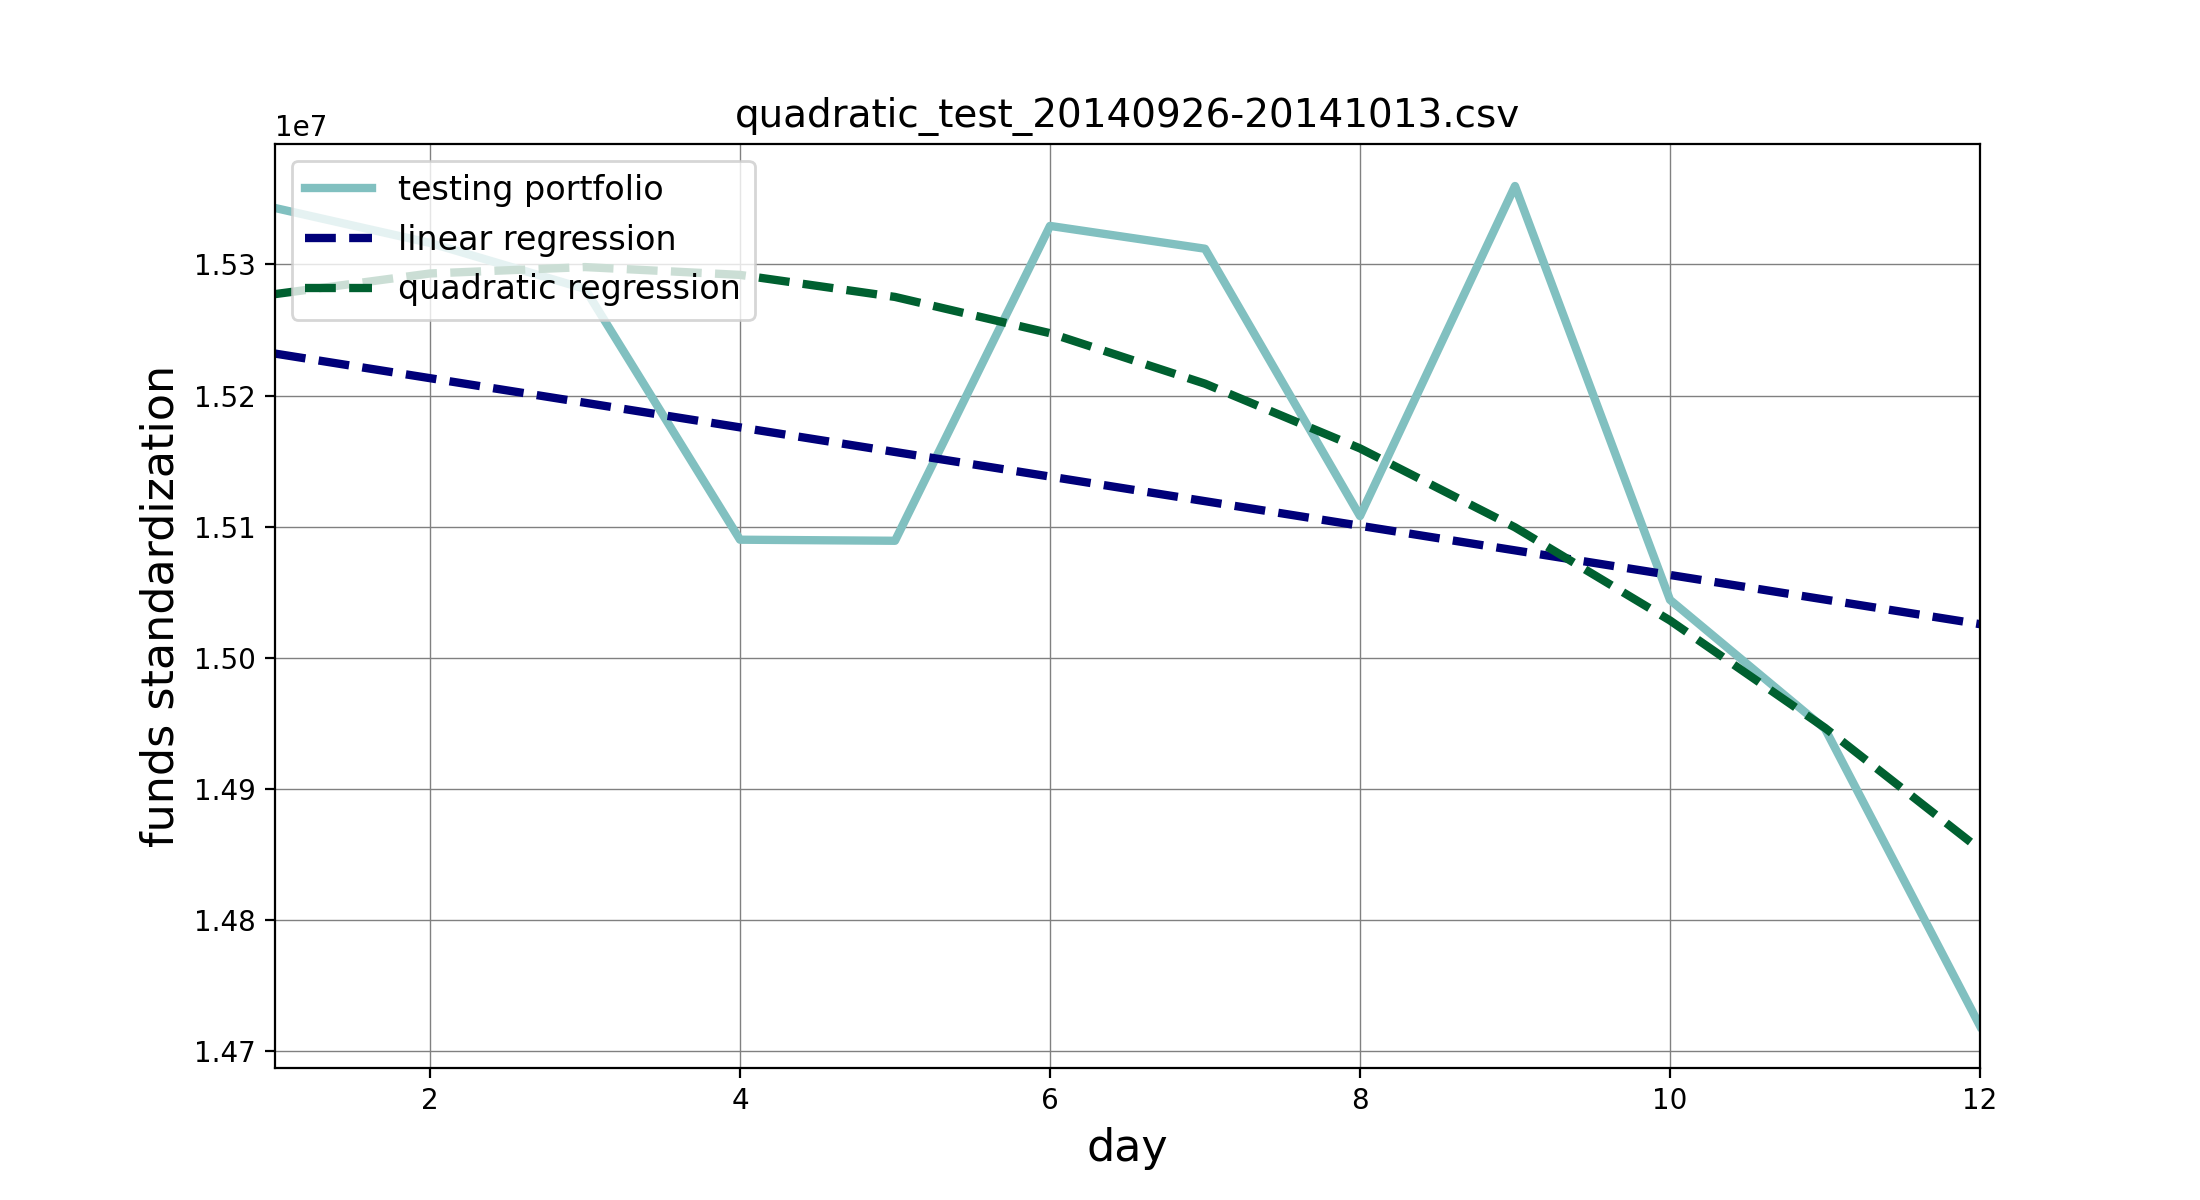 quadratic_test_20140926-20141013.csv
1e7
testing portfolio
linear regression
quadratic regression
funds standardization
1.53
1.52
1.51
1.50
1.49
1.48
1.47
2 4 6 8 10 12
day